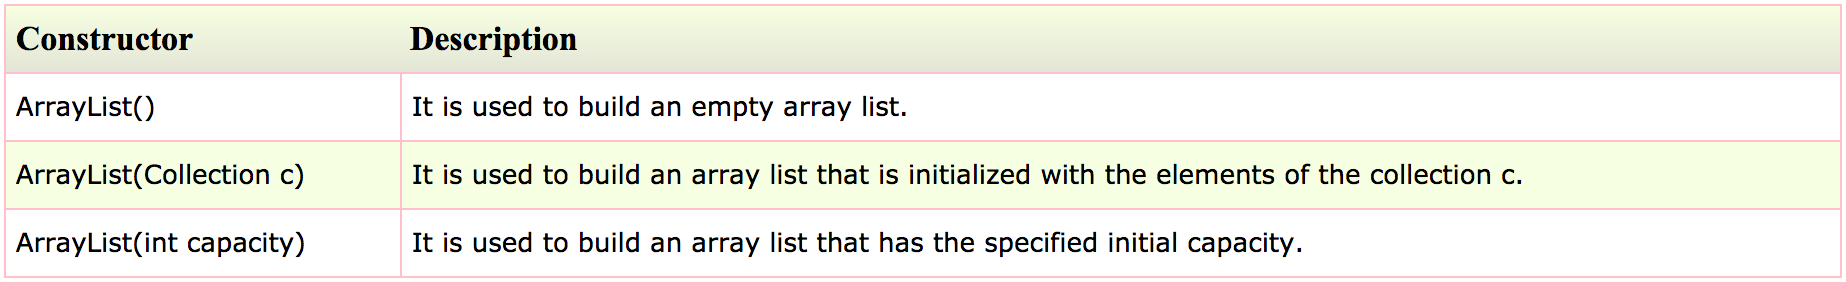 Constructor Description
ArrayList() It is used to build an empty array list.
ArrayList(Collection c) It is used to build an array list that is initialized with the elements of the collection c.
ArrayList(int capacity) It is used to build an array list that has the specified initial capacity.